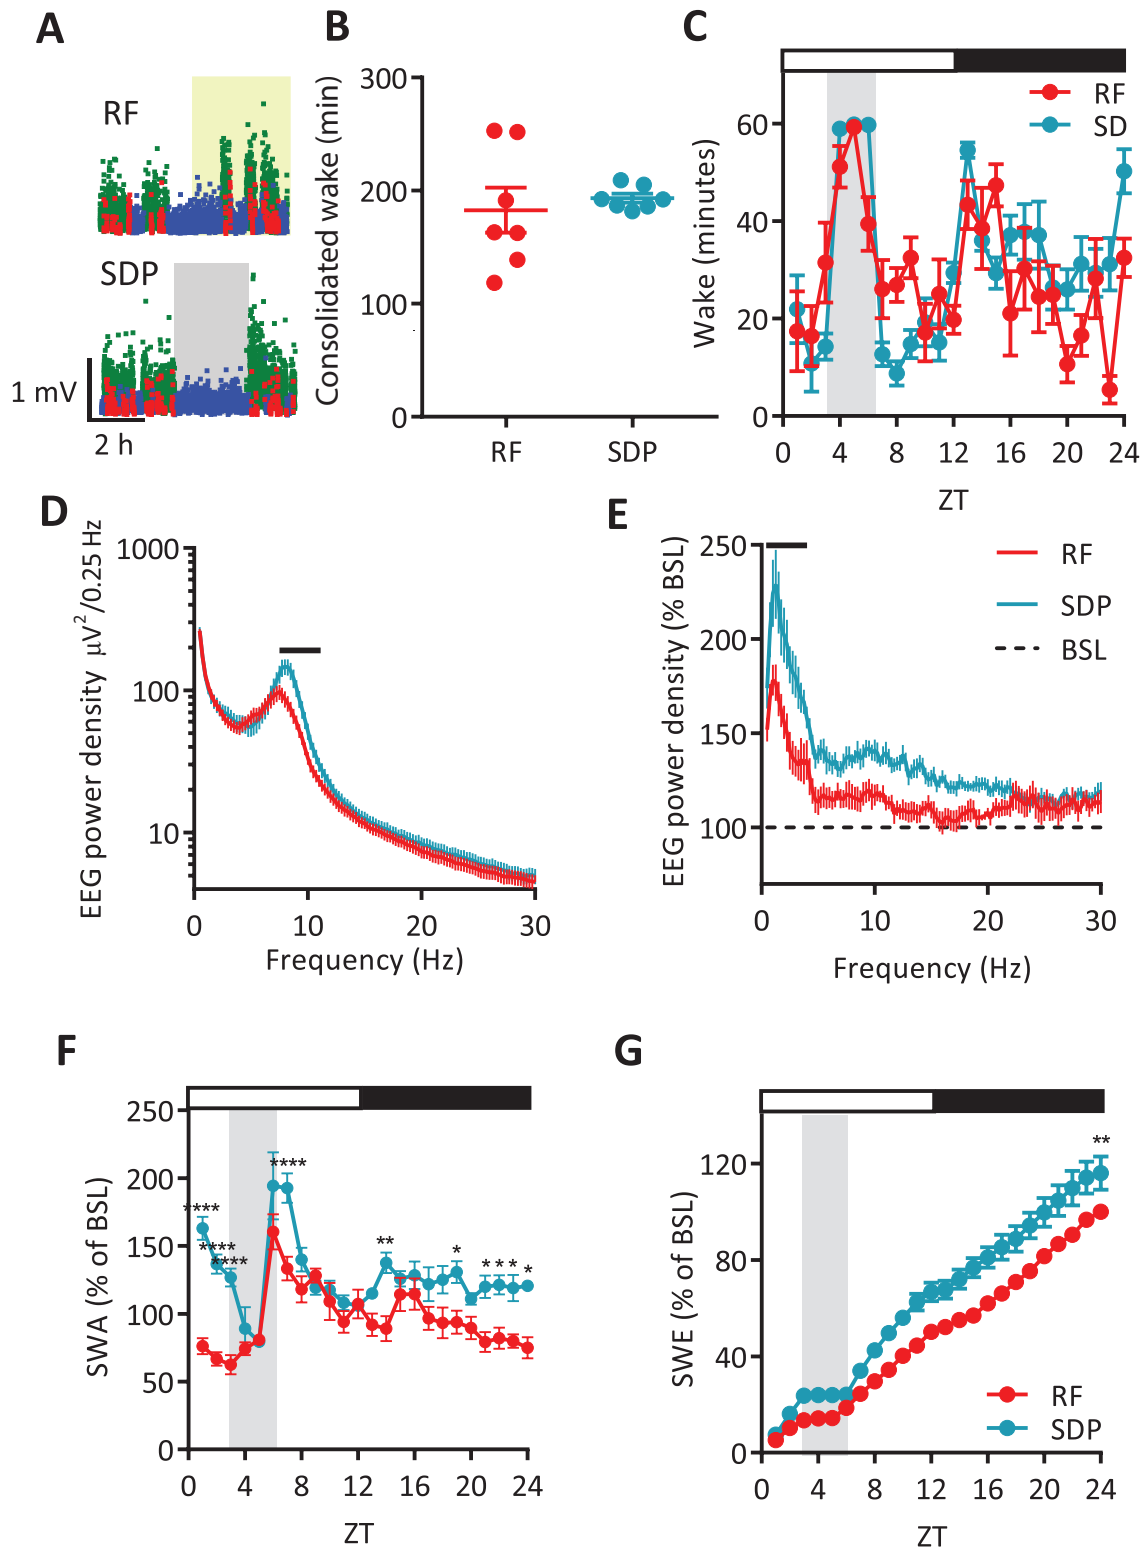 A
RF
SDP
1 mV
2 h
B
Consolidated wake (min)
300
200
100
0
RF SDP
C
RF
SD
Wake (minutes)
60
40
20
0
0 4 8 12 16 20 24
ZT
D
EEG power density µV²/0.25 Hz
1000
100
10
0 10 20 30
Frequency (Hz)
E
EEG power density (% BSL)
250
200
150
100
RF
SDP
BSL
0 10 20 30
Frequency (Hz)
F
SWA (% of BSL)
250
200
150
100
50
0
****
****
****
****
**
*
* * *
*
0 4 8 12 16 20 24
ZT
G
SWE (% of BSL)
120
80
40
0
**
RF
SDP
0 4 8 12 16 20 24
ZT